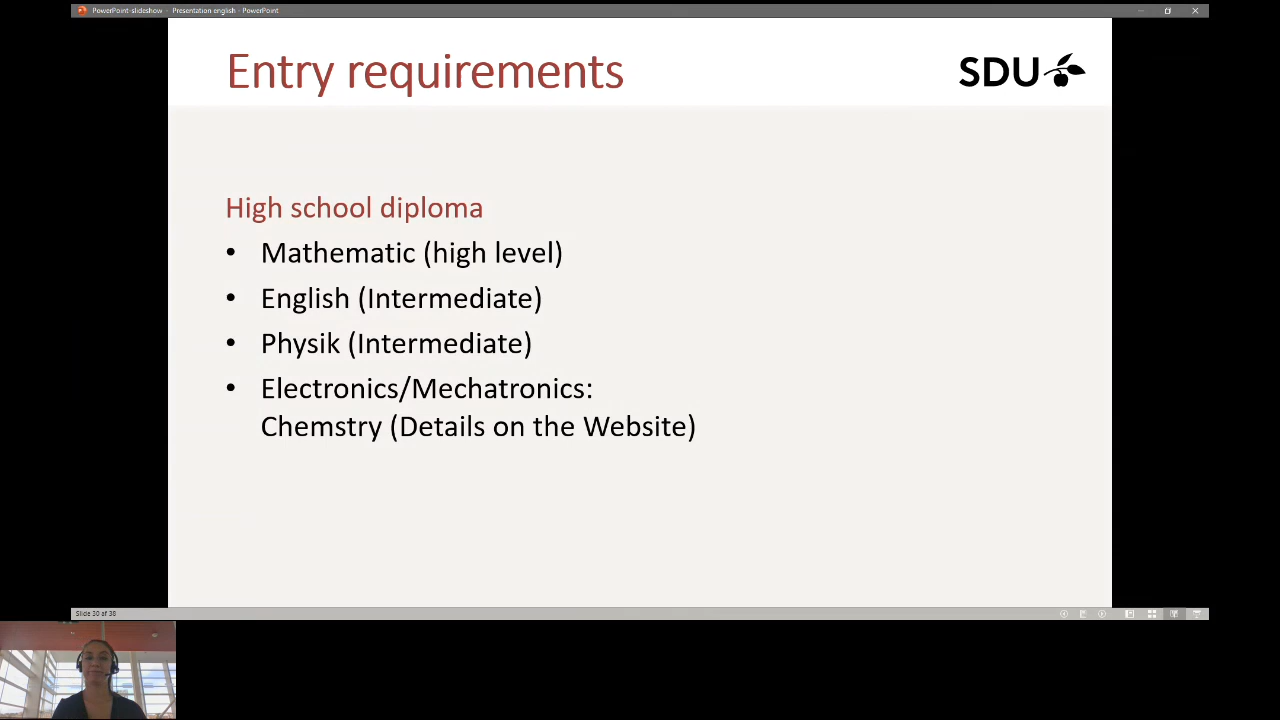 PowerPoint-slideshow - Presentation english - PowerPoint
Entry requirements
SDU
High school diploma
• Mathematic (high level)
• English (Intermediate)
• Physik (Intermediate)
• Electronics/Mechatronics:
Chemstry (Details on the Website)
Slide 30 of 38